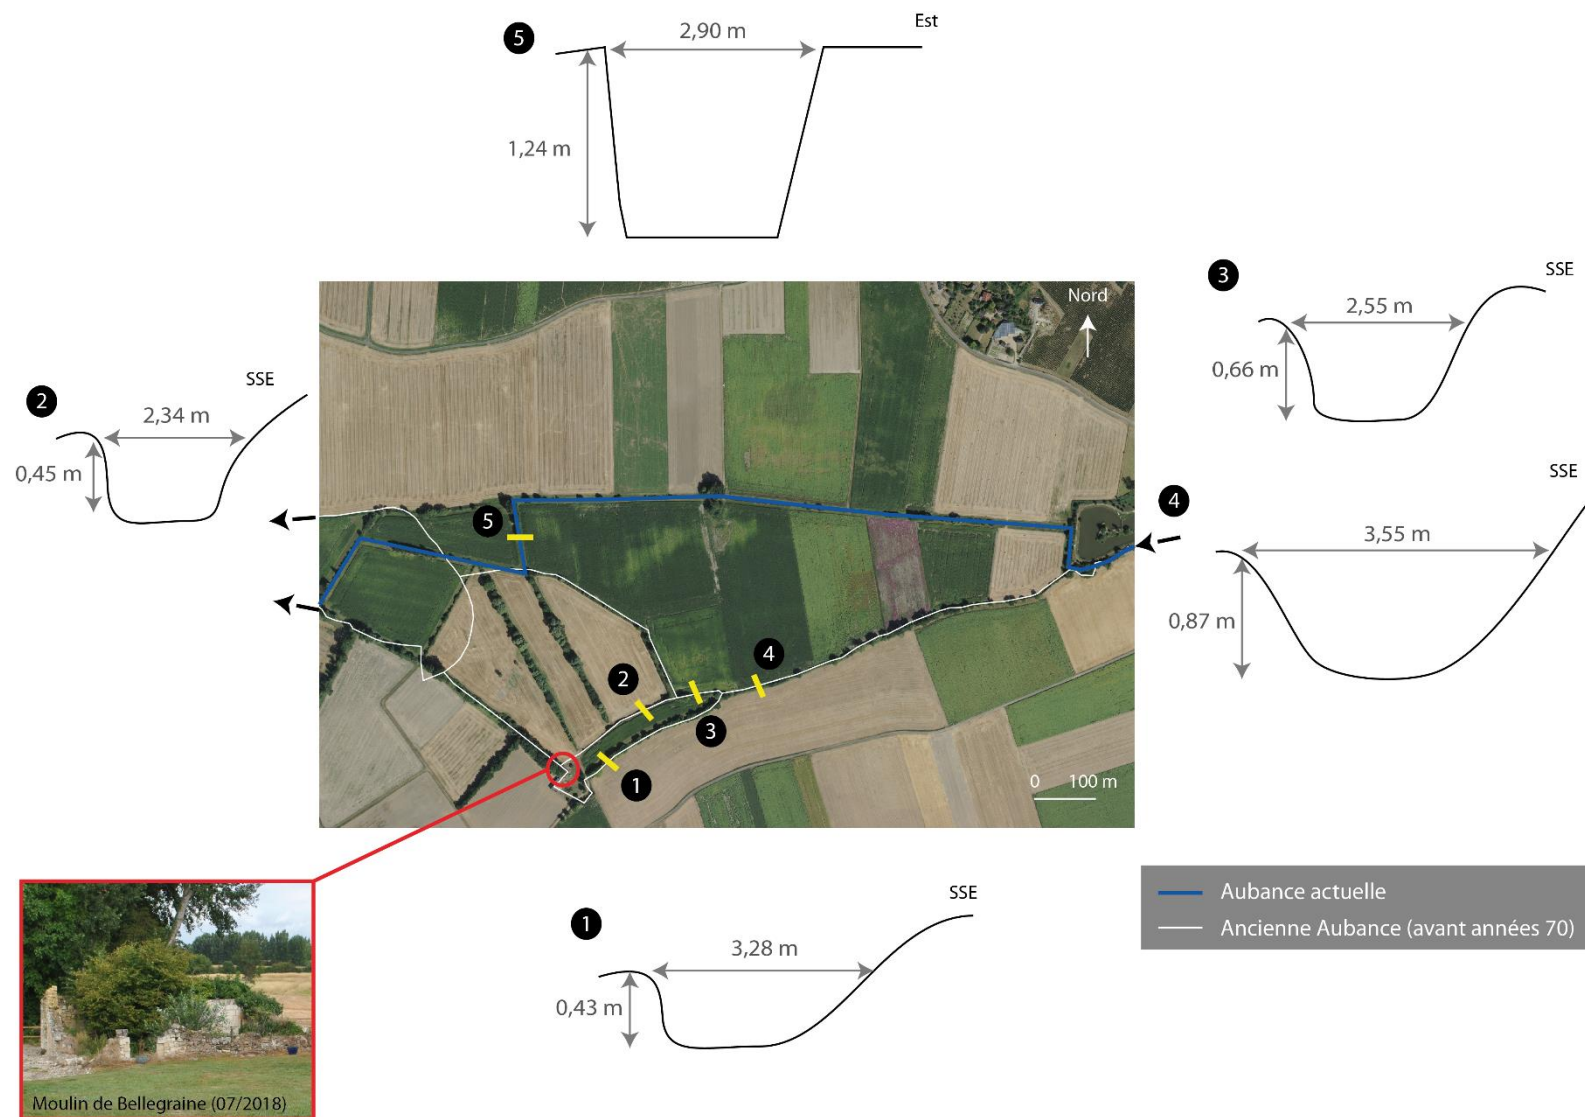 5
2,90 m
Est
1,24 m
3
SSE
2,55 m
0,66 m
2
SSE
2,34 m
0,45 m
Nord
4
SSE
3,55 m
0,87 m
5
4
2
3
1
0 100 m
1
SSE
3,28 m
0,43 m
Aubance actuelle
Ancienne Aubance (avant années 70)
Moulin de Bellegraine (07/2018)